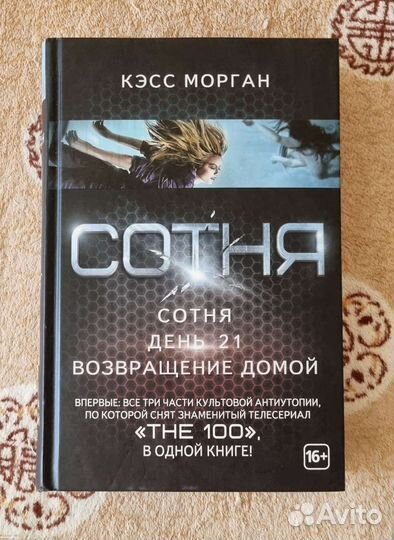 КЭСС МОРГАН
СОТНЯ
СОТНЯ
ДЕНЬ 21
ВОЗВРАЩЕНИЕ ДОМОЙ
ВПЕРВЫЕ: ВСЕ ТРИ ЧАСТИ КУЛЬТОВОЙ АНТИУТОПИИ,
ПО КОТОРОЙ СНЯТ ЗНАМЕНИТЫЙ ТЕЛЕСЕРИАЛ
«THE 100»,
В ОДНОЙ КНИГЕ!
16+
Avito